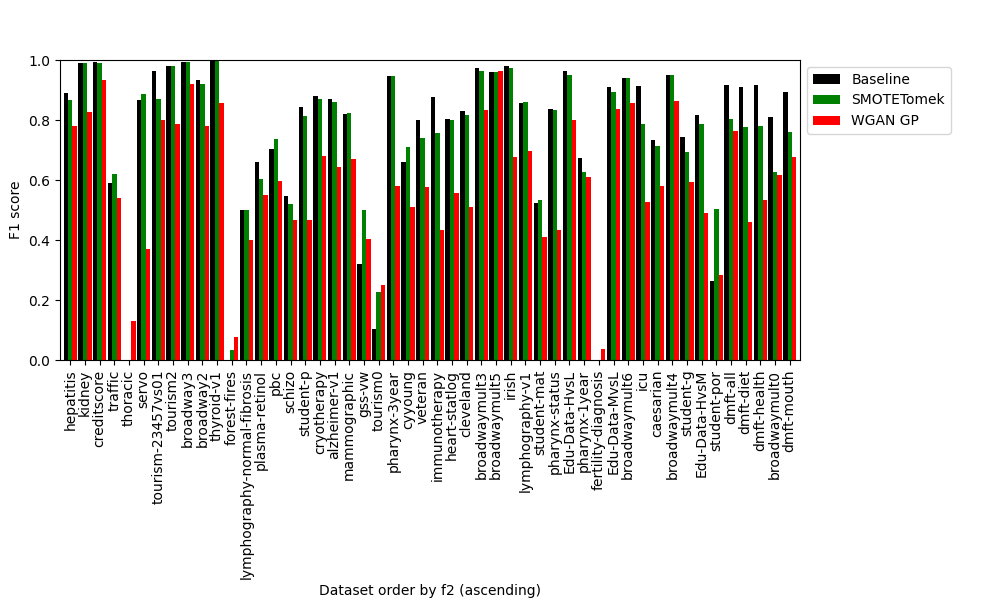 Baseline
SMOTETomek
WGAN GP
F1 score
1.0
0.8
0.6
0.4
0.2
0.0
hepatitis
kidney
creditscore
traffic
thoracic
servo
tourism-23457vs01
tourism2
broadway3
broadway2
thyroid-v1
forest-fires
lymphography-normal-fibrosis
plasma-retinol
pbc
schizo
student-p
cryotherapy
alzheimer-v1
mammographic
gss-vw
tourism0
pharynx-3year
cyyoung
veteran
immunotherapy
heart-statlog
cleveland
broadwaymult3
broadwaymult5
irish
lymphography-v1
student-mat
pharynx-status
Edu-Data-HvsL
pharynx-1year
fertility-diagnosis
Edu-Data-MvsL
broadwaymult6
icu
caesarian
broadwaymult4
student-g
Edu-Data-HvsM
student-por
dmft-all
dmft-diet
dmft-health
broadwaymult0
dmft-mouth
Dataset order by f2 (ascending)